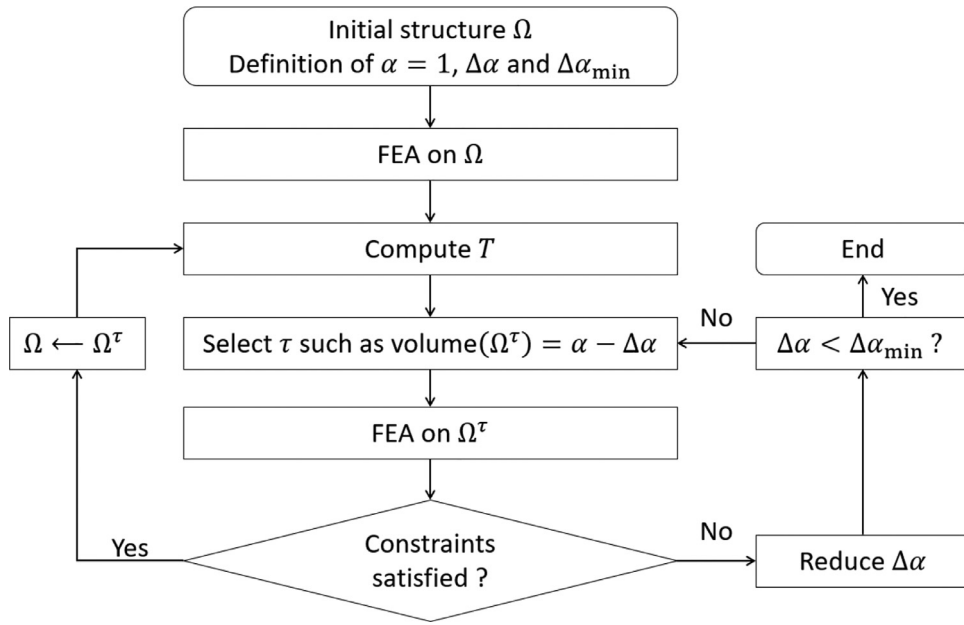 Initial structure Ω
Definition of α = 1, Δα and Δα_min
FEA on Ω
Compute T
End
Yes
No
Ω ← Ω^τ
Select τ such as volume(Ω^τ) = α − Δα
Δα < Δα_min ?
FEA on Ω^τ
Yes
Constraints
satisfied ?
No
Reduce Δα